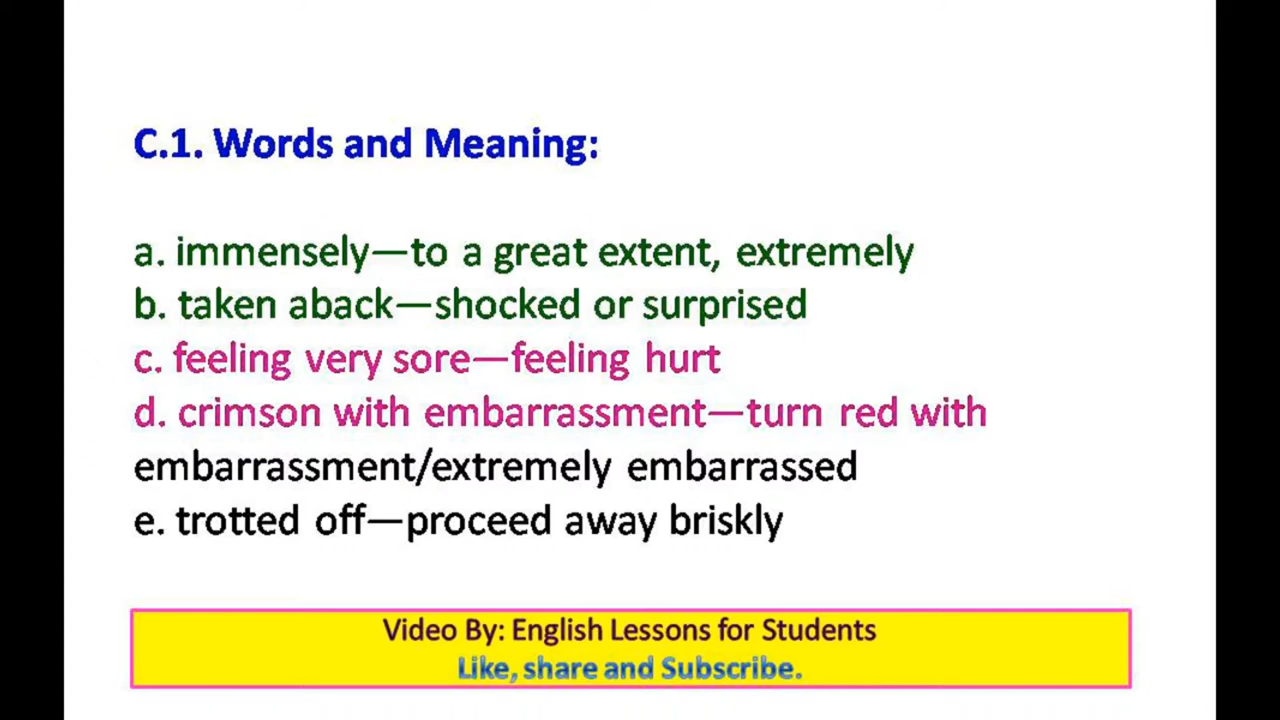 C.1. Words and Meaning:
a. immensely—to a great extent, extremely
b. taken aback—shocked or surprised
c. feeling very sore—feeling hurt
d. crimson with embarrassment—turn red with
embarrassment/extremely embarrassed
e. trotted off—proceed away briskly
Video By: English Lessons for Students
Like, share and Subscribe.